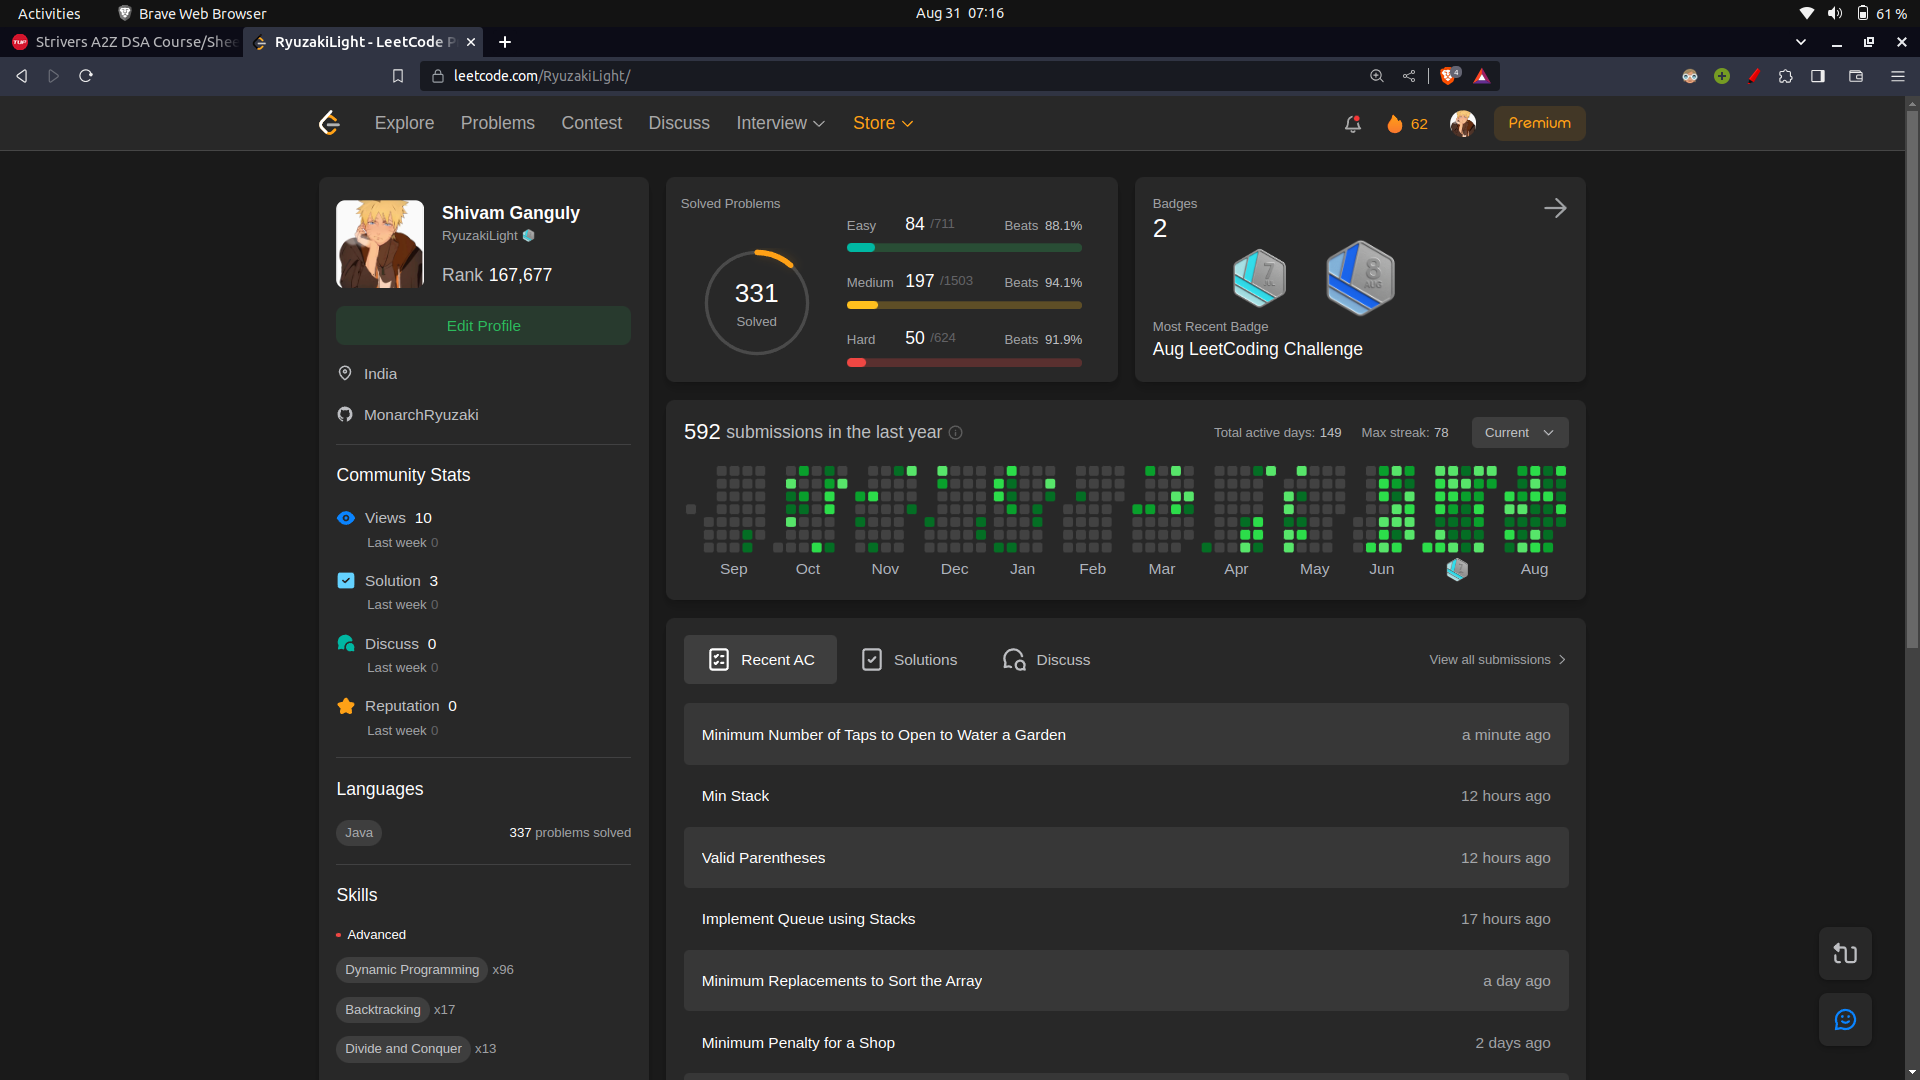 Activities
Brave Web Browser
Aug 31 07:16
61 %
Strivers A2Z DSA Course/Shee
RyuzakiLight - LeetCode P
leetcode.com/RyuzakiLight/
4
Explore
Problems
Contest
Discuss
Interview
Store
62
Premium
Shivam Ganguly
RyuzakiLight
Rank 167,677
Edit Profile
India
MonarchRyuzaki
Community Stats
Views 10
Last week 0
Solution 3
Last week 0
Discuss 0
Last week 0
Reputation 0
Last week 0
Languages
Java
337 problems solved
Skills
Advanced
Dynamic Programming x96
Backtracking x17
Divide and Conquer x13
Solved Problems
331
Solved
Easy 84 /711 Beats 88.1%
Medium 197 /1503 Beats 94.1%
Hard 50 /624 Beats 91.9%
Badges
2
7
JUL
8
AUG
Most Recent Badge
Aug LeetCoding Challenge
592 submissions in the last year
Total active days: 149
Max streak: 78
Current
Sep Oct Nov Dec Jan Feb Mar Apr May Jun Aug
Recent AC
Solutions
Discuss
View all submissions
Minimum Number of Taps to Open to Water a Garden a minute ago
Min Stack 12 hours ago
Valid Parentheses 12 hours ago
Implement Queue using Stacks 17 hours ago
Minimum Replacements to Sort the Array a day ago
Minimum Penalty for a Shop 2 days ago